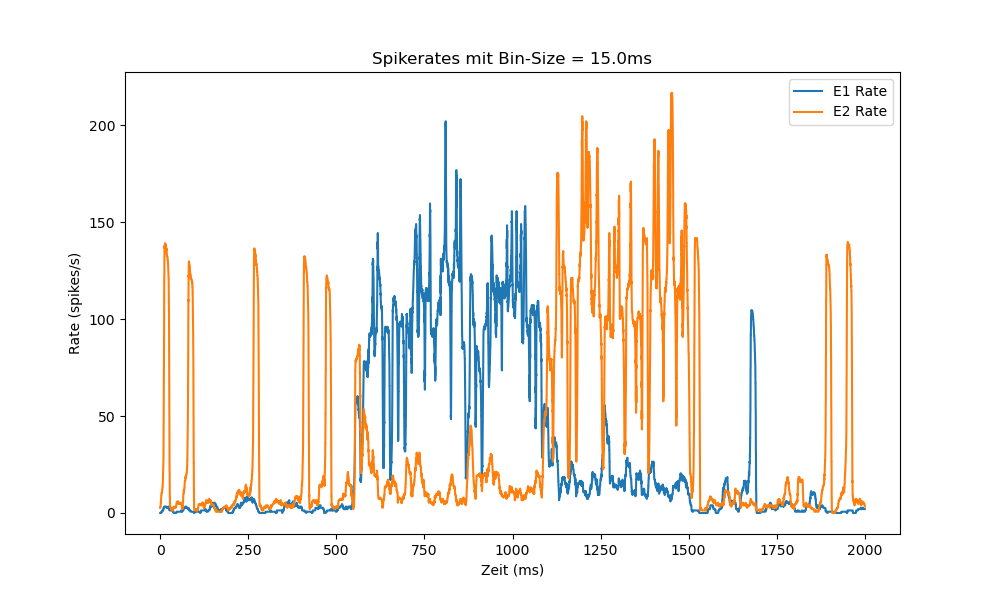 Spikerates mit Bin-Size = 15.0ms
E1 Rate
E2 Rate
Rate (spikes/s)
200
150
100
50
0
0 250 500 750 1000 1250 1500 1750 2000
Zeit (ms)